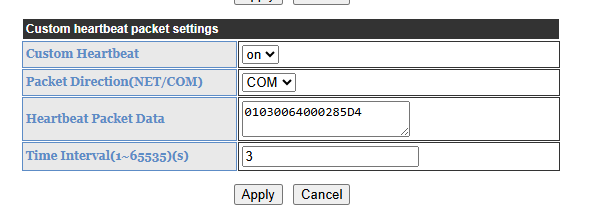 Custom heartbeat packet settings
Custom Heartbeat on
Packet Direction(NET/COM) COM
Heartbeat Packet Data 01030064000285D4
Time Interval(1~65535)(s) 3
Apply Cancel